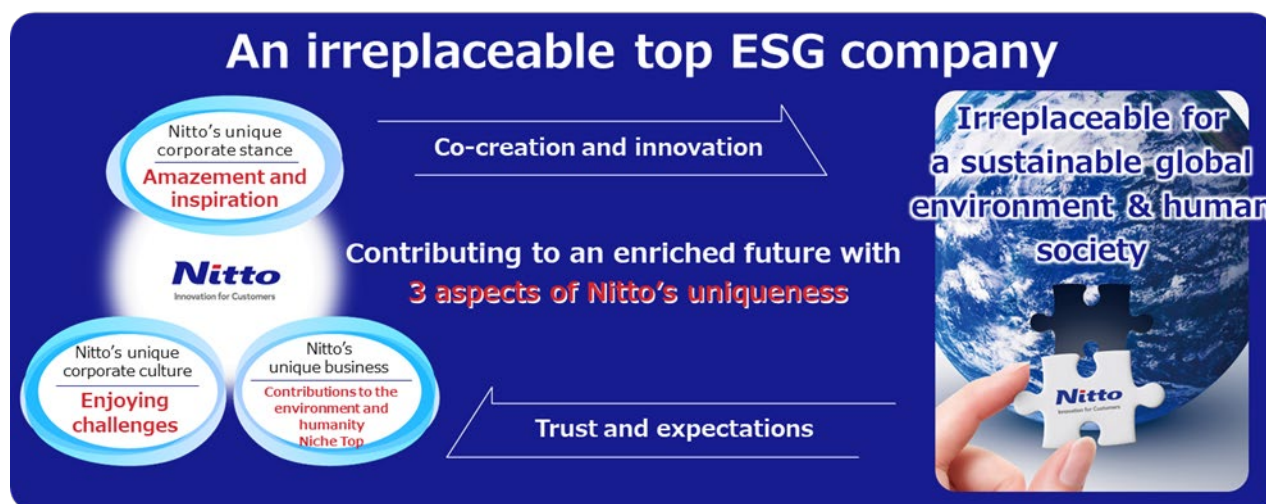 An irreplaceable top ESG company
Nitto's unique
corporate stance
Amazement and
inspiration
Nitto
Innovation for Customers
Nitto's unique
corporate culture
Enjoying
challenges
Nitto's
unique business
Contributions to the
environment and
humanity
Niche Top
Co-creation and innovation
Contributing to an enriched future with
3 aspects of Nitto's uniqueness
Trust and expectations
Irreplaceable for
a sustainable global
environment & human
society
Nitto
Innovation for Customers